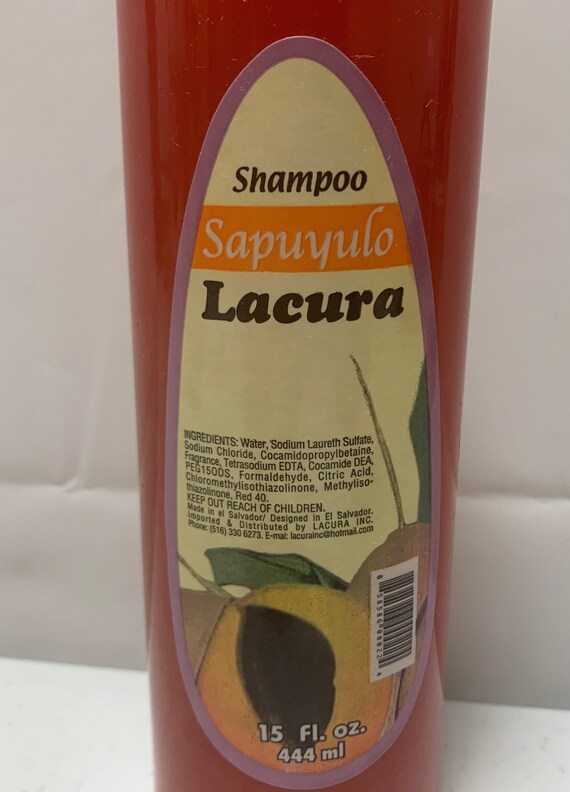 Shampoo
Sapuyulo
Lacura
INGREDIENTS: Water, Sodium Laureth Sulfate,
Sodium Chloride, Cocamidopropylbetaine,
Fragrance, Tetrasodium EDTA, Cocamide DEA,
PEG15ODS, Formaldehyde, Citric Acid,
Chloromethylisothiazolinone, Methyliso-
thiazolinone, Red 40.
KEEP OUT REACH OF CHILDREN.
Made in el Salvador/ Designed in El Salvador.
Imported & Distributed by LACURA INC.
Phone: (516) 330 6273. E-mai: lacurainc@hotmail.com
15 fl. oz.
444 ml